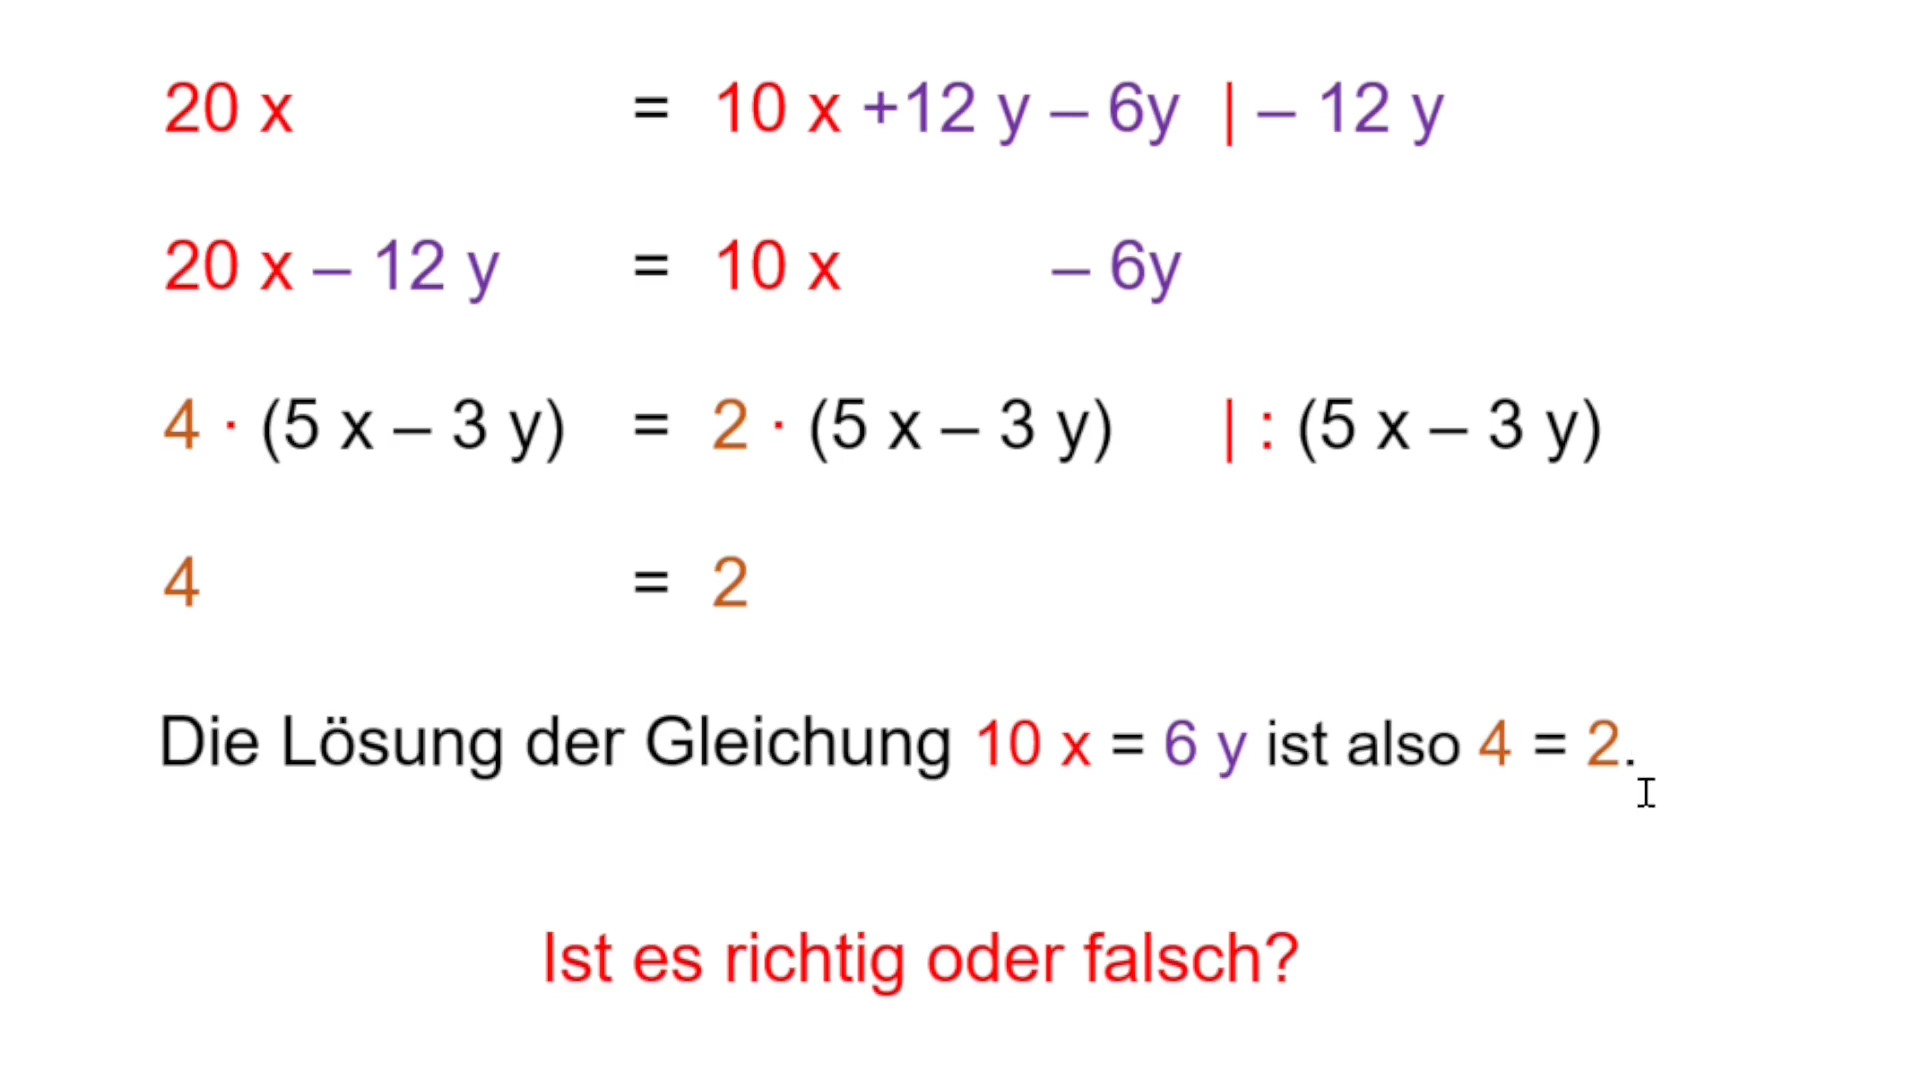 20 x = 10 x +12 y – 6y | – 12 y
20 x – 12 y = 10 x – 6y
4 · (5 x – 3 y) = 2 · (5 x – 3 y) | : (5 x – 3 y)
4 = 2
Die Lösung der Gleichung 10 x = 6 y ist also 4 = 2.
Ist es richtig oder falsch?